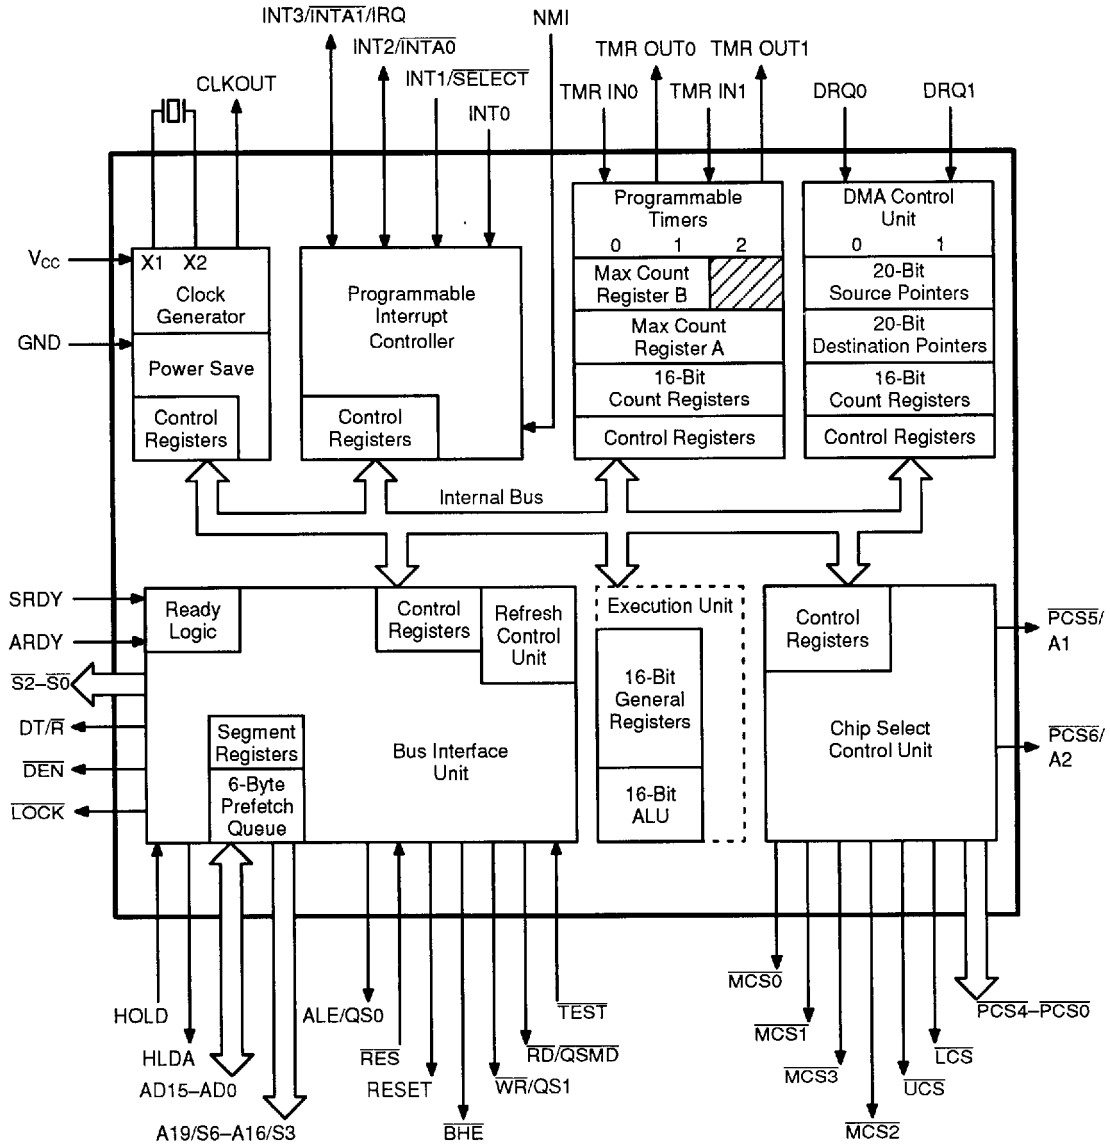 INT3/INTA1/IRQ
NMI
INT2/INTA0
TMR OUT0
TMR OUT1
INT1/SELECT
CLKOUT
TMR IN0
TMR IN1
DRQ0
DRQ1
INT0
Programmable
Timers
0 1 2
DMA Control
Unit
0 1
VCC
X1 X2
Clock
Generator
Programmable
Interrupt
Controller
Max Count
Register B
20-Bit
Source Pointers
GND
Power Save
Max Count
Register A
20-Bit
Destination Pointers
16-Bit
Count Registers
16-Bit
Count Registers
Control
Registers
Control
Registers
Control Registers
Control Registers
Internal Bus
SRDY
ARDY
S2–S0
DT/R
DEN
LOCK
Ready
Logic
Control
Registers
Refresh
Control
Unit
Segment
Registers
6-Byte
Prefetch
Queue
Bus Interface
Unit
Execution Unit
16-Bit
General
Registers
16-Bit
ALU
Control
Registers
Chip Select
Control Unit
PCS5/
A1
PCS6/
A2
HOLD
HLDA
AD15–AD0
A19/S6–A16/S3
ALE/QS0
RES
RESET
BHE
WR/QS1
RD/QSMD
TEST
MCS0
MCS1
MCS3
MCS2
UCS
LCS
PCS4–PCS0